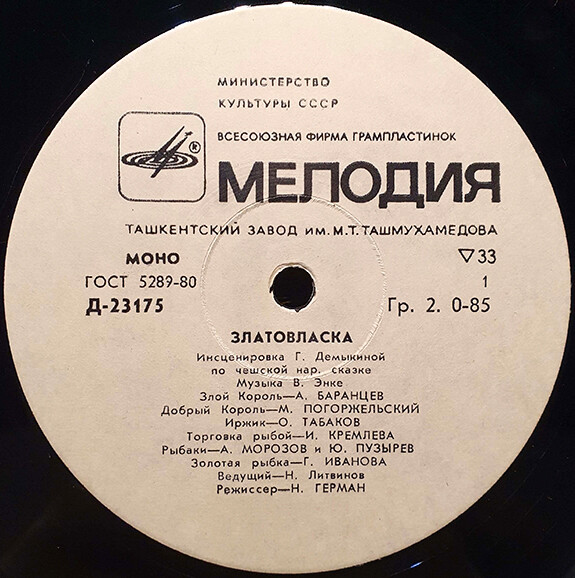 МИНИСТЕРСТВО
КУЛЬТУРЫ СССР
ВСЕСОЮЗНАЯ ФИРМА ГРАМПЛАСТИНОК
®
МЕЛОДИЯ
ТАШКЕНТСКИЙ ЗАВОД ИМ. М.Т. ТАШМУХАМЕДОВА
МОНО ▽33
ГОСТ 5289-80 1
Д-23175 Гр. 2. 0-85
ЗЛАТОВЛАСКА
Инсценировка Г. Демыкиной
по чешской нар. сказке
Музыка В. Энке
Злой Король—А. БАРАНЦЕВ
Добрый Король—М. ПОГОРЖЕЛЬСКИЙ
Иржик—О. ТАБАКОВ
Торговка рыбой—И. КРЕМЛЕВА
Рыбаки—А. МОРОЗОВ и Ю. ПУЗЫРЕВ
Золотая рыбка—Г. ИВАНОВА
Ведущий—Н. Литвинов
Режиссер—Н. ГЕРМАН